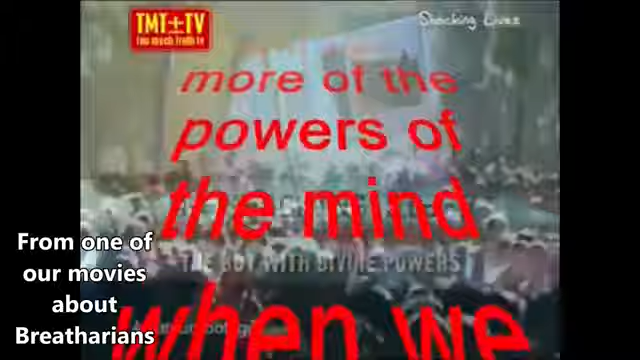 TMT±TV
too much truth tv
Shocking Lives
more of the
powers of
the mind
THE BOY WITH DIVINE POWERS
when we
From one of
our movies
about
Breatharians